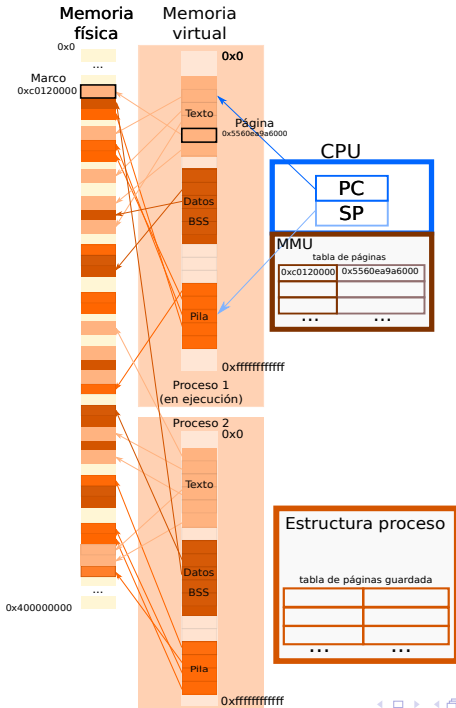 Memoria física
Memoria virtual
0x0
...
Marco
0xc0120000
0x400000000
...
0x0
Texto
Página
0x5560ea9a6000
Datos
BSS
Pila
0xffffffffffff
Proceso 1
(en ejecución)
Proceso 2
0x0
Texto
Datos
BSS
Pila
0xffffffffffff
CPU
PC
SP
MMU
tabla de páginas
0xc0120000 0x5560ea9a6000
... ...
Estructura proceso
tabla de páginas guardada
... ...